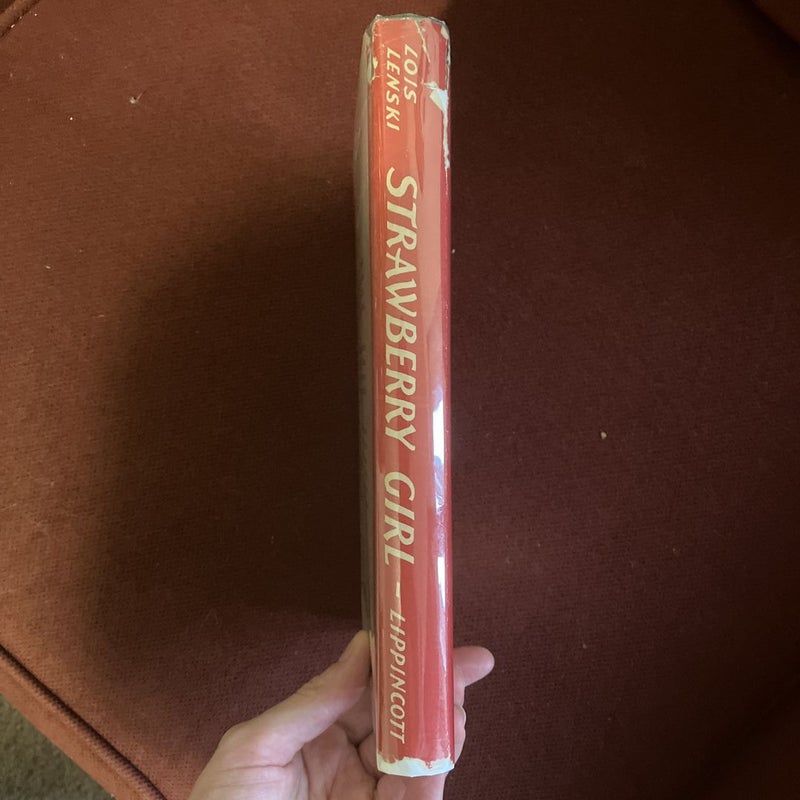 LOIS
LENSKI
STRAWBERRY GIRL – LIPPINCOTT